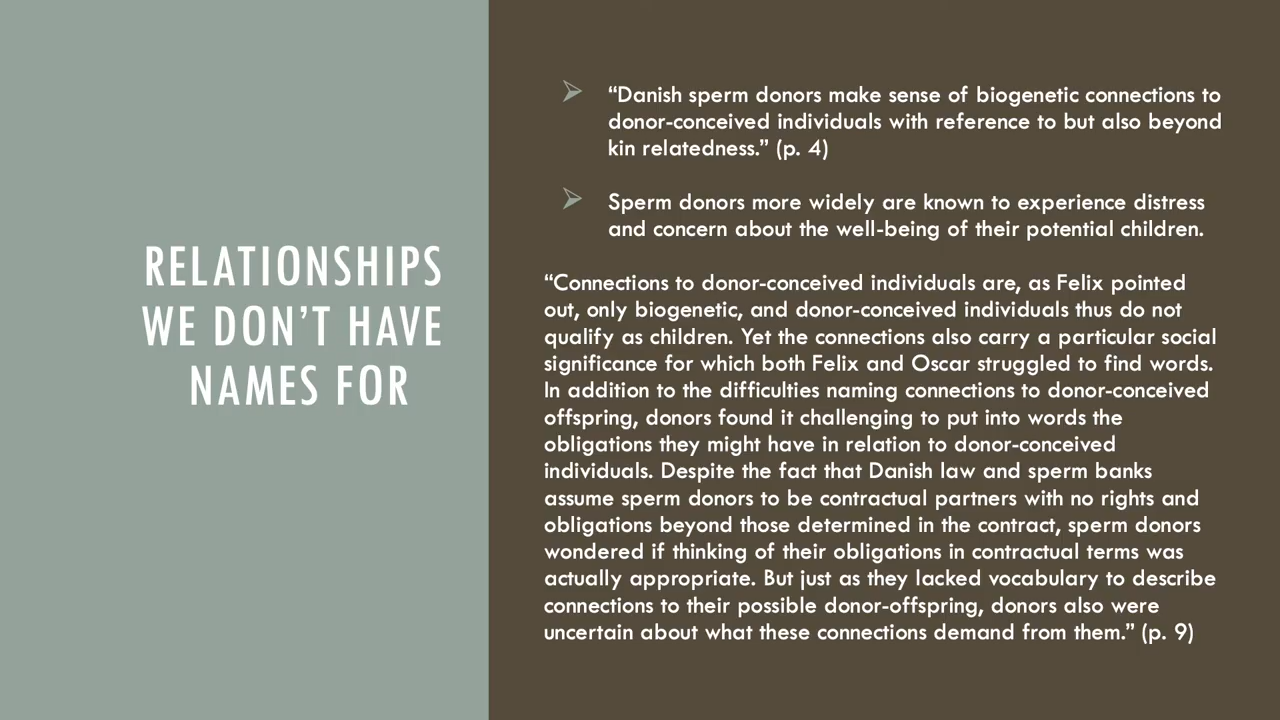 RELATIONSHIPS
WE DON’T HAVE
NAMES FOR
“Danish sperm donors make sense of biogenetic connections to
donor-conceived individuals with reference to but also beyond
kin relatedness.” (p. 4)
Sperm donors more widely are known to experience distress
and concern about the well-being of their potential children.
“Connections to donor-conceived individuals are, as Felix pointed
out, only biogenetic, and donor-conceived individuals thus do not
qualify as children. Yet the connections also carry a particular social
significance for which both Felix and Oscar struggled to find words.
In addition to the difficulties naming connections to donor-conceived
offspring, donors found it challenging to put into words the
obligations they might have in relation to donor-conceived
individuals. Despite the fact that Danish law and sperm banks
assume sperm donors to be contractual partners with no rights and
obligations beyond those determined in the contract, sperm donors
wondered if thinking of their obligations in contractual terms was
actually appropriate. But just as they lacked vocabulary to describe
connections to their possible donor-offspring, donors also were
uncertain about what these connections demand from them.” (p. 9)